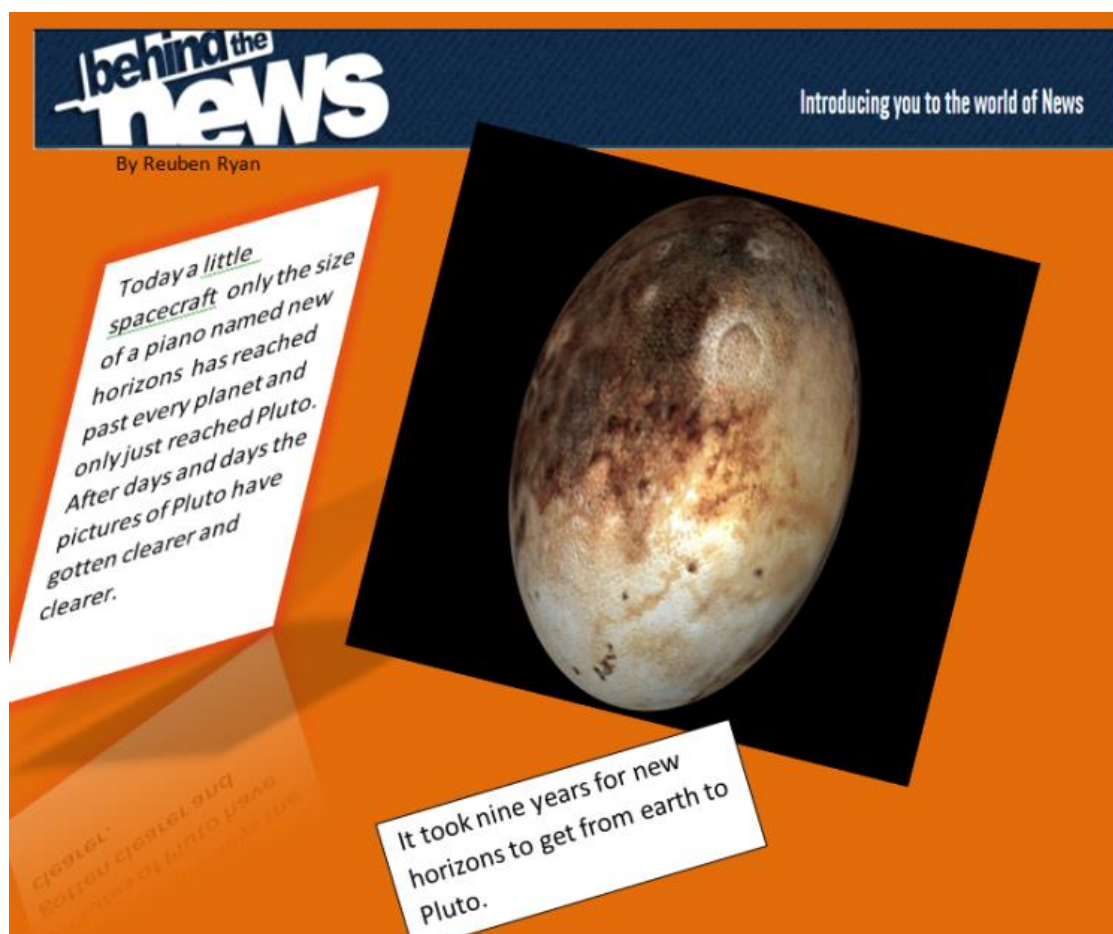 behind the
news
Introducing you to the world of News
By Reuben Ryan
Today a little
spacecraft only the size
of a piano named new
horizons has reached
past every planet and
only just reached Pluto.
After days and days the
pictures of Pluto have
gotten clearer and
clearer.
It took nine years for new
horizons to get from earth to
Pluto.